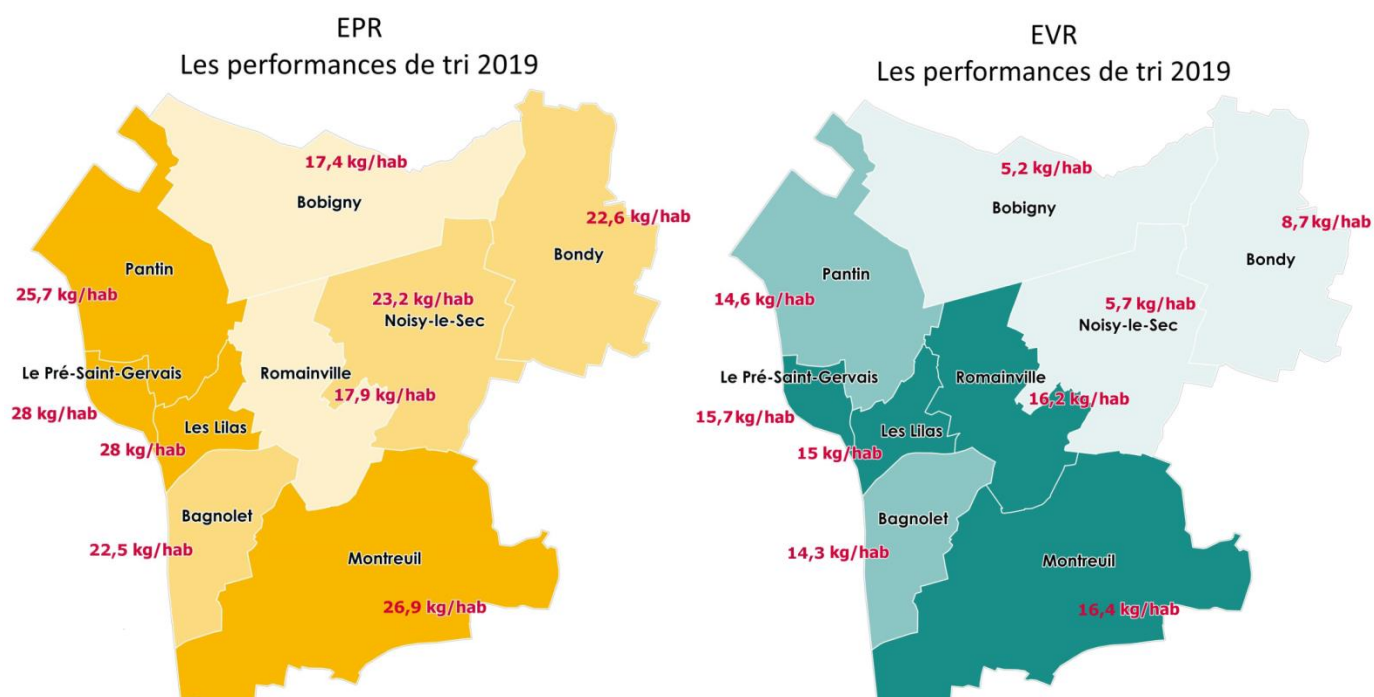 EPR
Les performances de tri 2019
17,4 kg/hab
Bobigny
22,6 kg/hab
Bondy
Pantin
25,7 kg/hab
23,2 kg/hab
Noisy-le-Sec
Le Pré-Saint-Gervais
28 kg/hab
Romainville
17,9 kg/hab
Les Lilas
28 kg/hab
Bagnolet
22,5 kg/hab
Montreuil
26,9 kg/hab
EVR
Les performances de tri 2019
5,2 kg/hab
Bobigny
8,7 kg/hab
Bondy
Pantin
14,6 kg/hab
5,7 kg/hab
Noisy-le-Sec
Le Pré-Saint-Gervais
15,7 kg/hab
Romainville
16,2 kg/hab
Les Lilas
15 kg/hab
Bagnolet
14,3 kg/hab
Montreuil
16,4 kg/hab